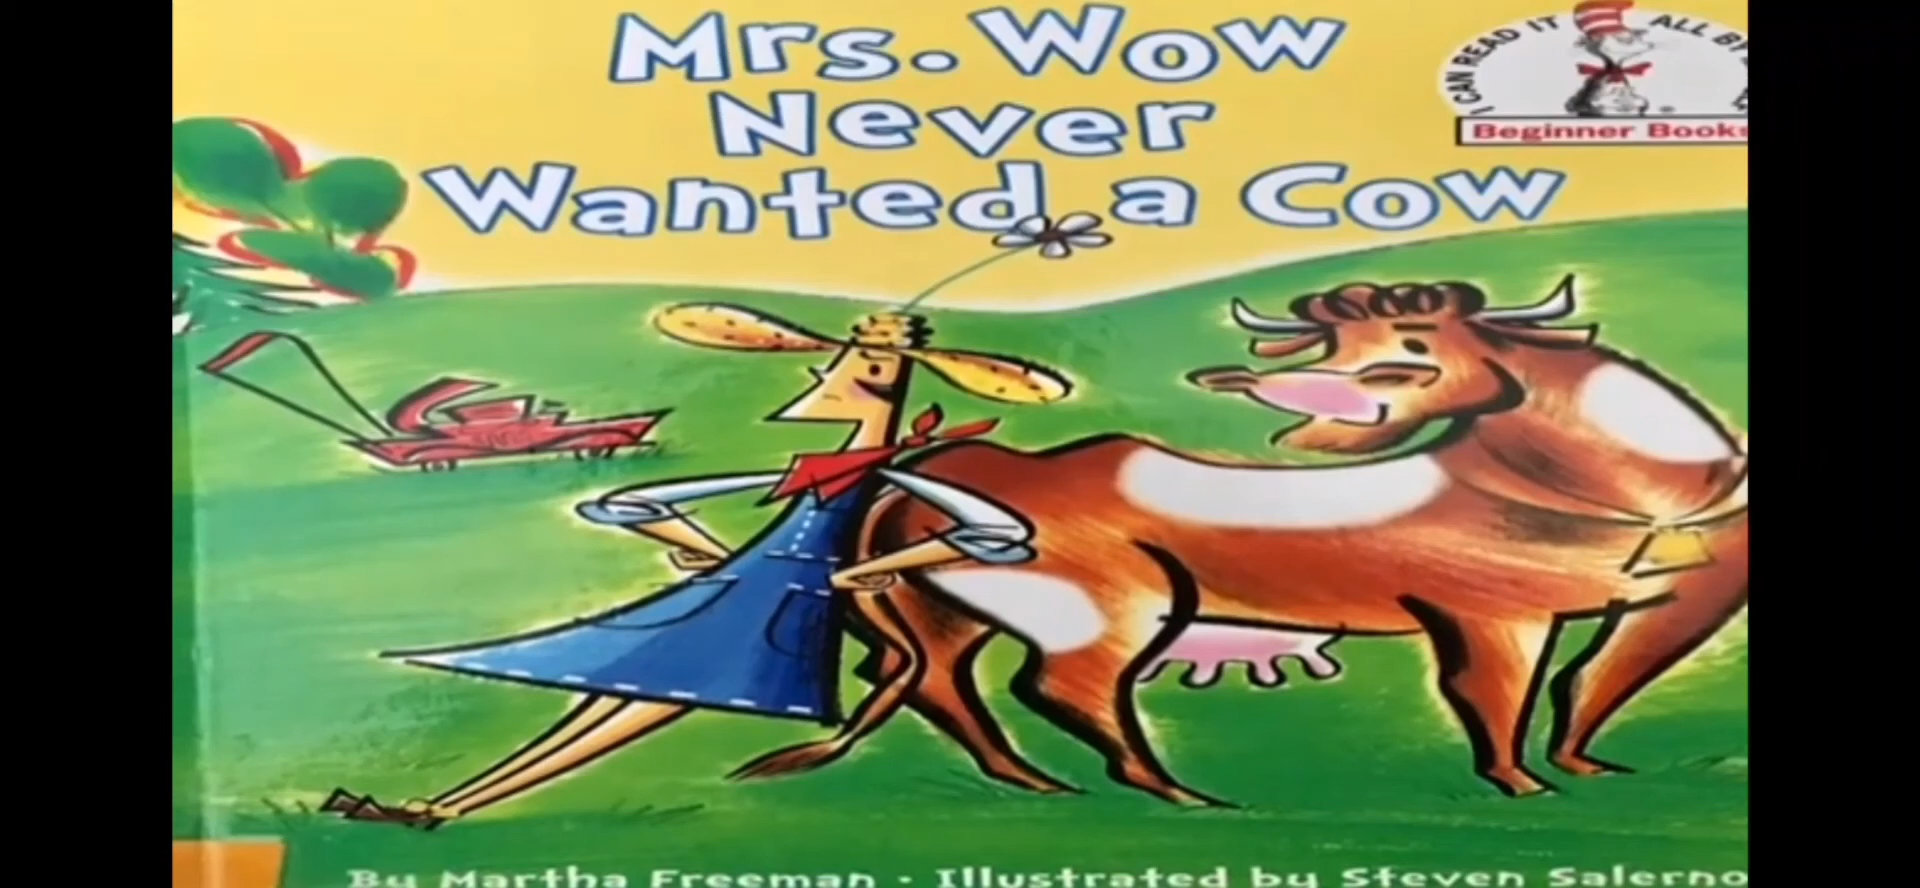 Mrs. Wow
Never
Wanted a Cow
I CAN READ IT ALL BY
Beginner Books
By Martha Freeman · Illustrated by Steven Salerno